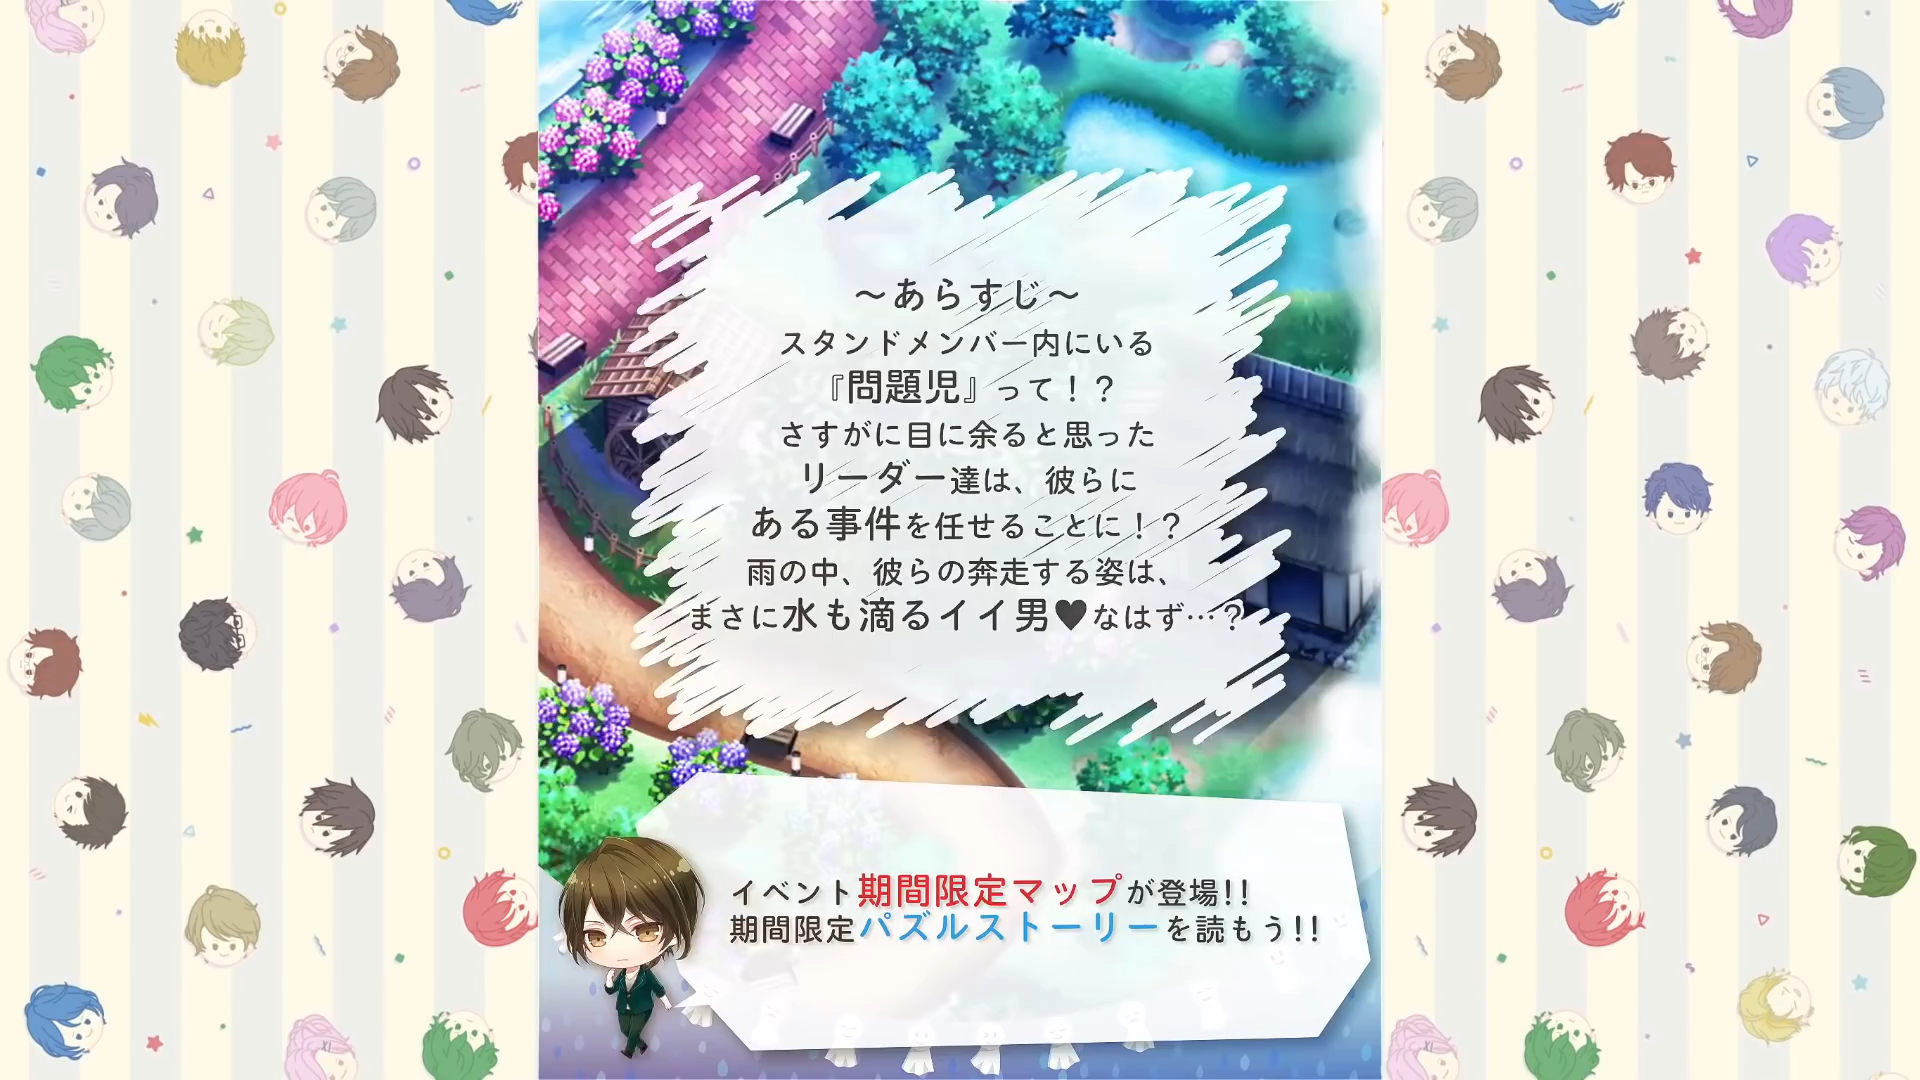 ～あらすじ～
スタンドメンバー内にいる
『問題児』って！？
さすがに目に余ると思った
リーダー達は、彼らに
ある事件を任せることに！？
雨の中、彼らの奔走する姿は、
まさに水も滴るイイ男♥なはず…？
イベント期間限定マップが登場!!
期間限定パズルストーリーを読もう!!